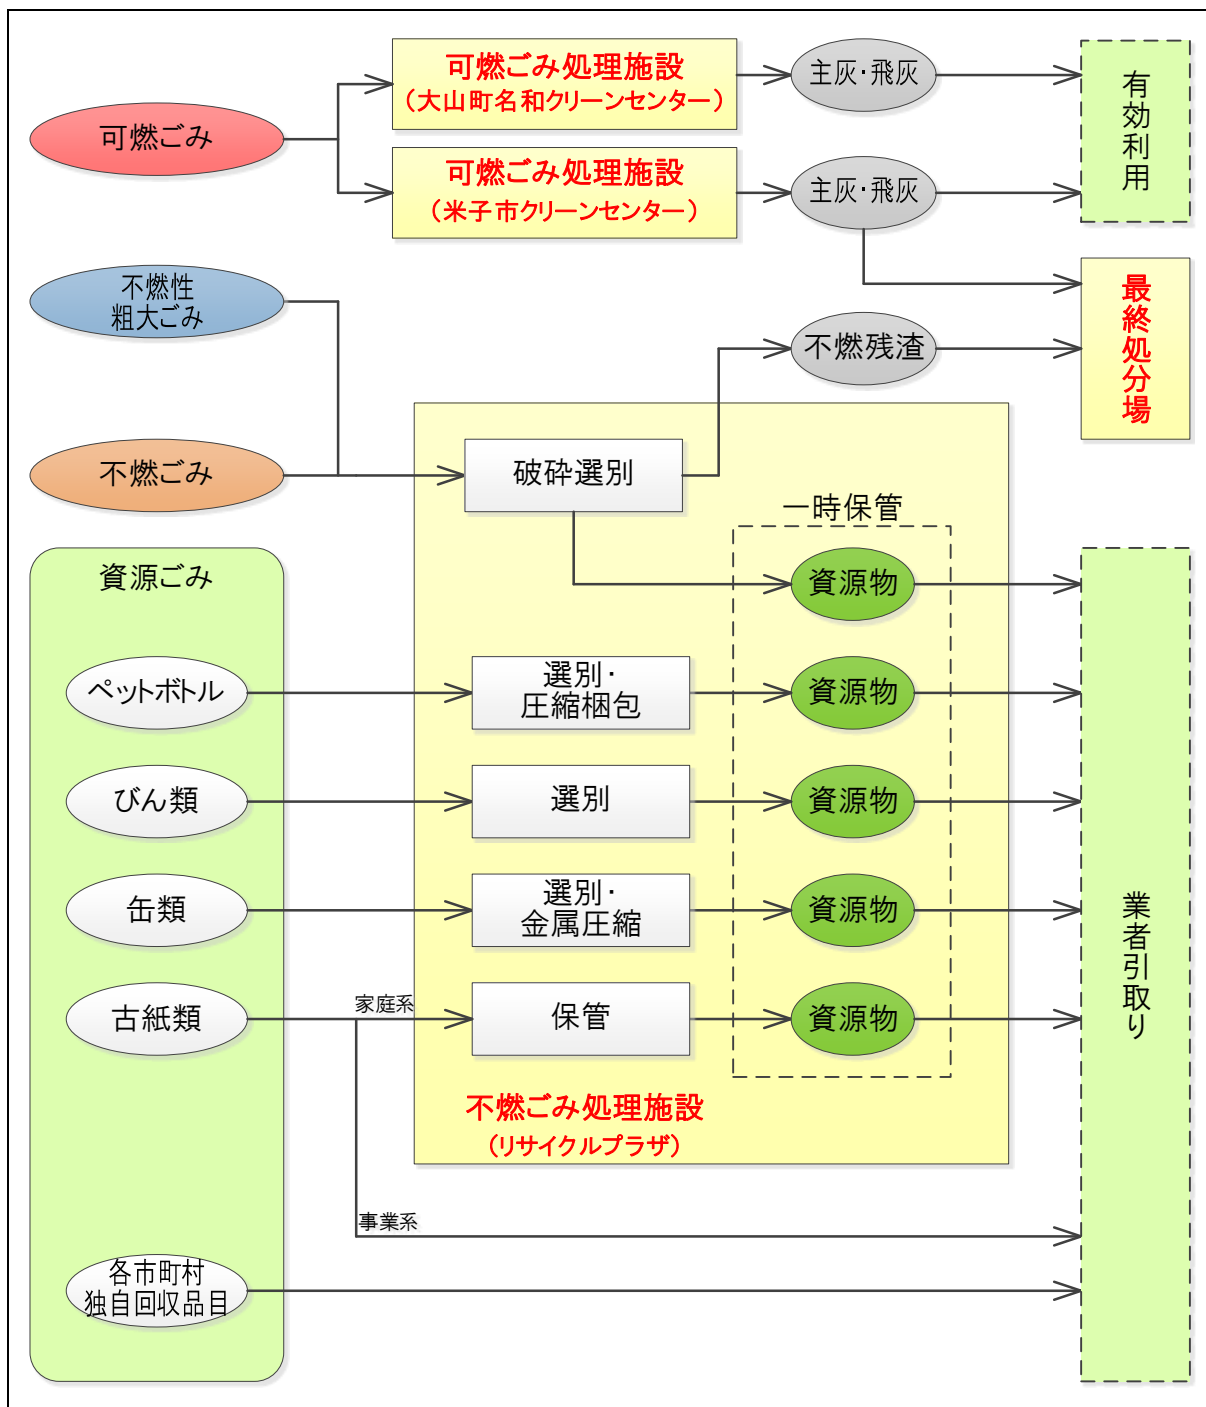 可燃ごみ処理施設
（大山町名和クリーンセンター）
主灰・飛灰
有効利用
可燃ごみ
可燃ごみ処理施設
（米子市クリーンセンター）
主灰・飛灰
不燃性
粗大ごみ
不燃残渣
最終処分場
不燃ごみ
破砕選別
一時保管
資源ごみ
資源物
ペットボトル
選別・
圧縮梱包
資源物
びん類
選別
資源物
缶類
選別・
金属圧縮
資源物
業者引取り
古紙類
家庭系
保管
資源物
不燃ごみ処理施設
（リサイクルプラザ）
事業系
各市町村
独自回収品目